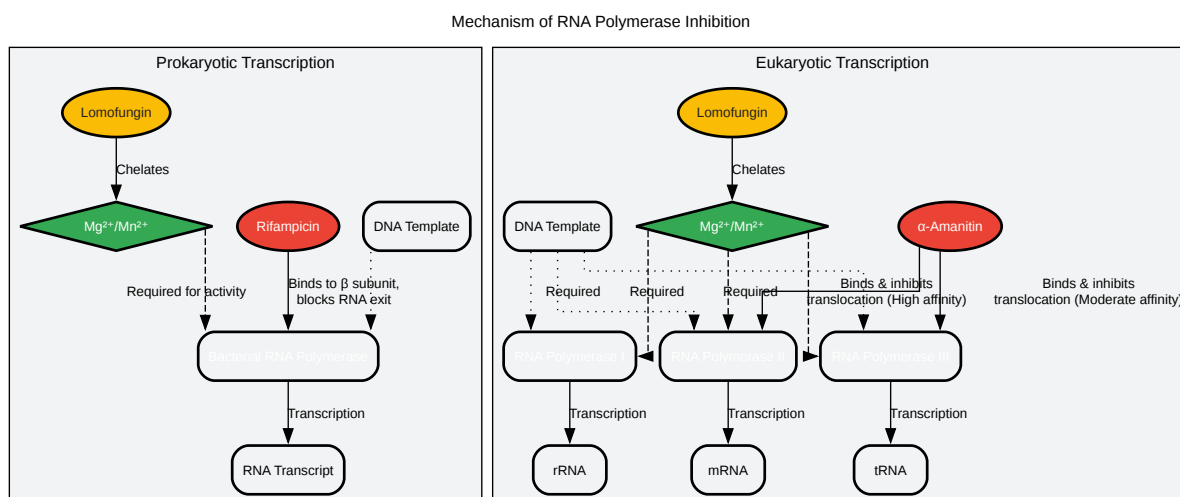 Mechanism of RNA Polymerase Inhibition
Prokaryotic Transcription
Lomofungin
Chelates
Mg²⁺/Mn²⁺
Rifampicin
DNA Template
Required for activity
Binds to β subunit,
blocks RNA exit
Bacterial RNA Polymerase
Transcription
RNA Transcript
Eukaryotic Transcription
Lomofungin
Chelates
DNA Template
Mg²⁺/Mn²⁺
α-Amanitin
Required
Required
Required
Binds & inhibits
translocation (High affinity)
Binds & inhibits
translocation (Moderate affinity)
RNA Polymerase I
RNA Polymerase II
RNA Polymerase III
Transcription
Transcription
Transcription
rRNA
mRNA
tRNA